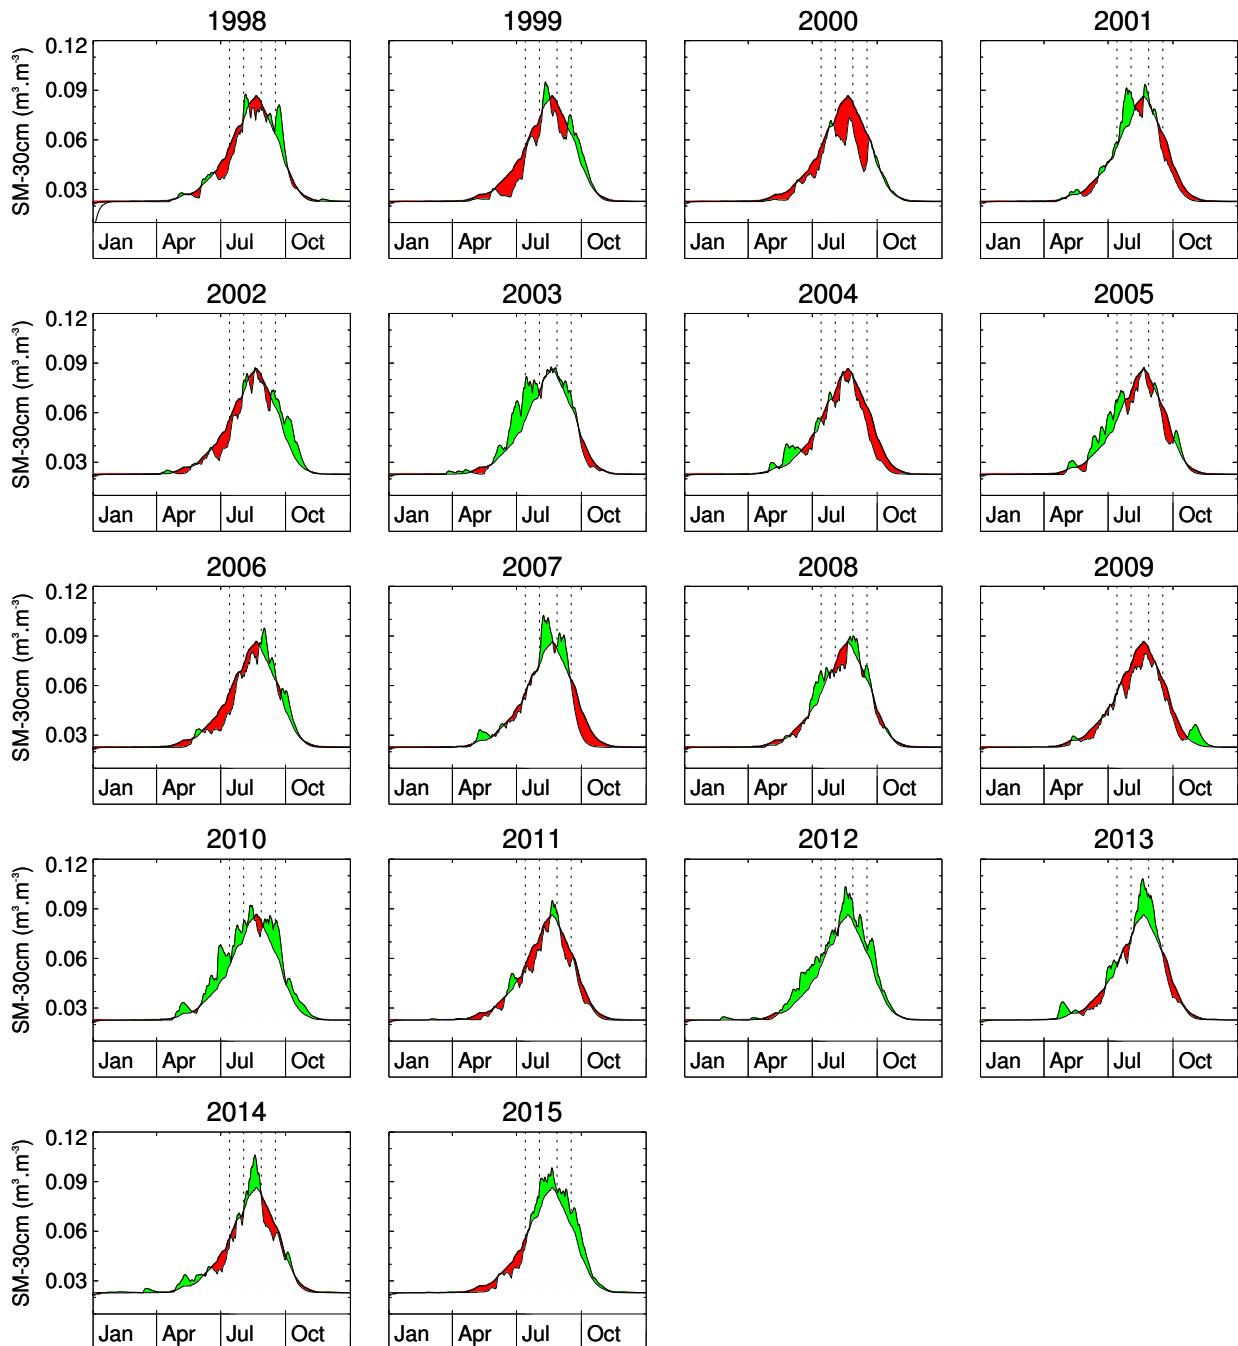 1998 1999 2000 2001
0.12
0.09
0.06
0.03
SM-30cm (m³.m⁻³)
Jan Apr Jul Oct Jan Apr Jul Oct Jan Apr Jul Oct Jan Apr Jul Oct
2002 2003 2004 2005
0.12
0.09
0.06
0.03
SM-30cm (m³.m⁻³)
Jan Apr Jul Oct Jan Apr Jul Oct Jan Apr Jul Oct Jan Apr Jul Oct
2006 2007 2008 2009
0.12
0.09
0.06
0.03
SM-30cm (m³.m⁻³)
Jan Apr Jul Oct Jan Apr Jul Oct Jan Apr Jul Oct Jan Apr Jul Oct
2010 2011 2012 2013
0.12
0.09
0.06
0.03
SM-30cm (m³.m⁻³)
Jan Apr Jul Oct Jan Apr Jul Oct Jan Apr Jul Oct Jan Apr Jul Oct
2014 2015
0.12
0.09
0.06
0.03
SM-30cm (m³.m⁻³)
Jan Apr Jul Oct Jan Apr Jul Oct